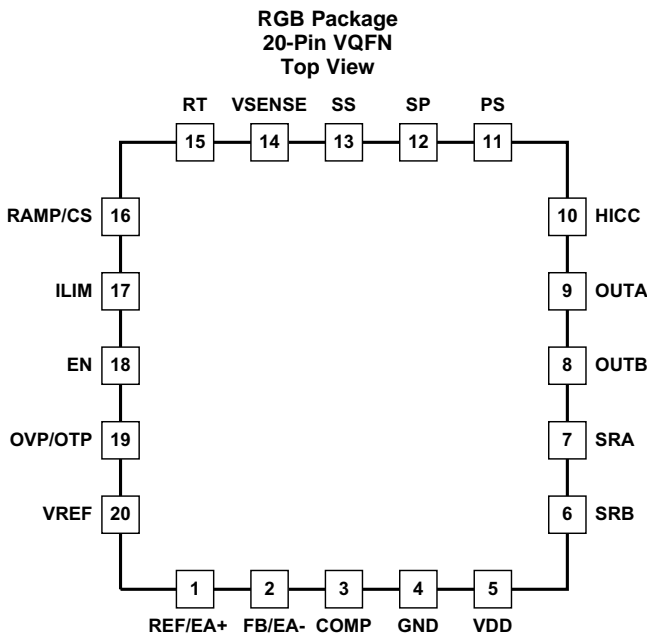 RGB Package
20-Pin VQFN
Top View
RT VSENSE SS SP PS
15 14 13 12 11
RAMP/CS 16 10 HICC
ILIM 17 9 OUTA
EN 18 8 OUTB
OVP/OTP 19 7 SRA
VREF 20 6 SRB
1 2 3 4 5
REF/EA+ FB/EA- COMP GND VDD